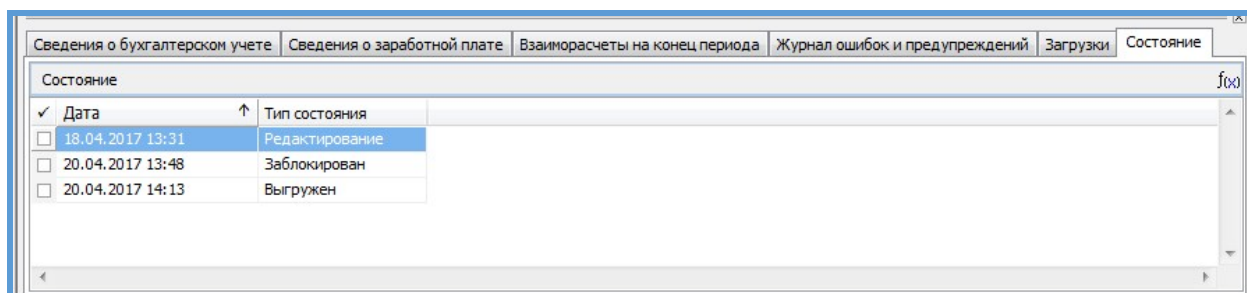 Сведения о бухгалтерском учете Сведения о заработной плате Взаиморасчеты на конец периода Журнал ошибок и предупреждений Загрузки Состояние
Состояние f(x)
Дата Тип состояния
18.04.2017 13:31 Редактирование
20.04.2017 13:48 Заблокирован
20.04.2017 14:13 Выгружен